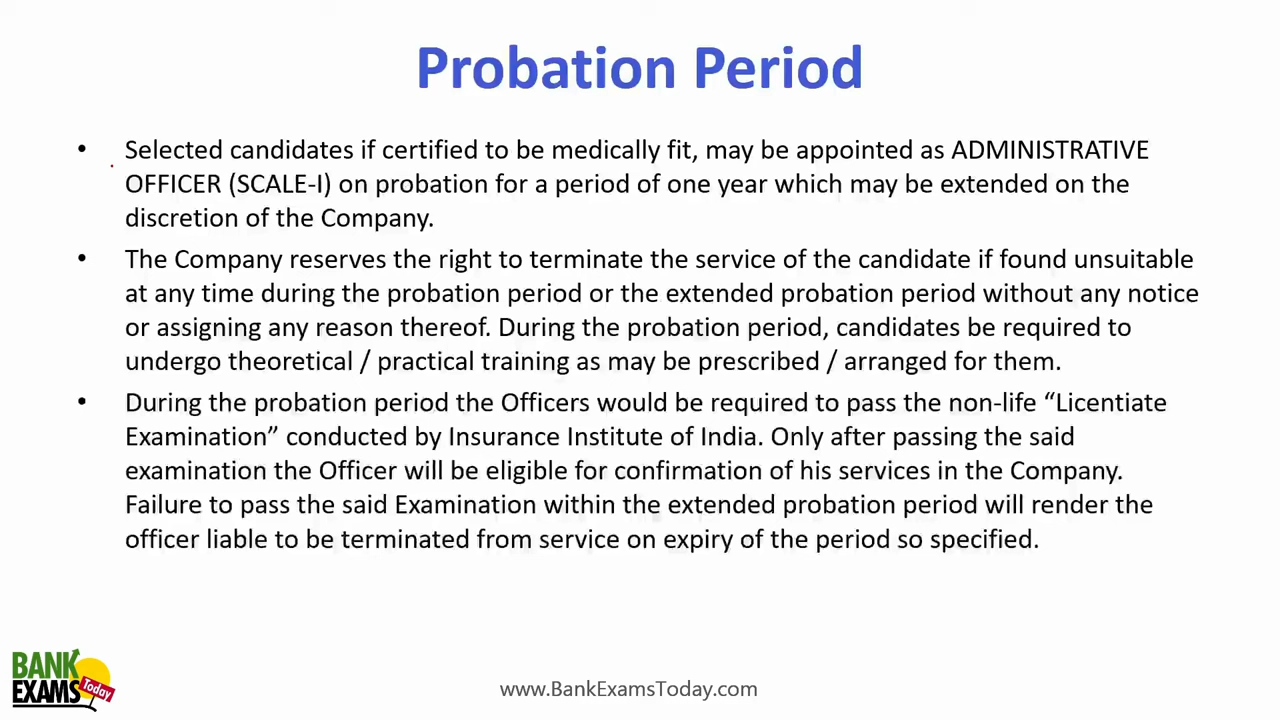 Probation Period
• Selected candidates if certified to be medically fit, may be appointed as ADMINISTRATIVE
OFFICER (SCALE-I) on probation for a period of one year which may be extended on the
discretion of the Company.
• The Company reserves the right to terminate the service of the candidate if found unsuitable
at any time during the probation period or the extended probation period without any notice
or assigning any reason thereof. During the probation period, candidates be required to
undergo theoretical / practical training as may be prescribed / arranged for them.
• During the probation period the Officers would be required to pass the non-life “Licentiate
Examination” conducted by Insurance Institute of India. Only after passing the said
examination the Officer will be eligible for confirmation of his services in the Company.
Failure to pass the said Examination within the extended probation period will render the
officer liable to be terminated from service on expiry of the period so specified.
BANK
EXAMS
Today
www.BankExamsToday.com